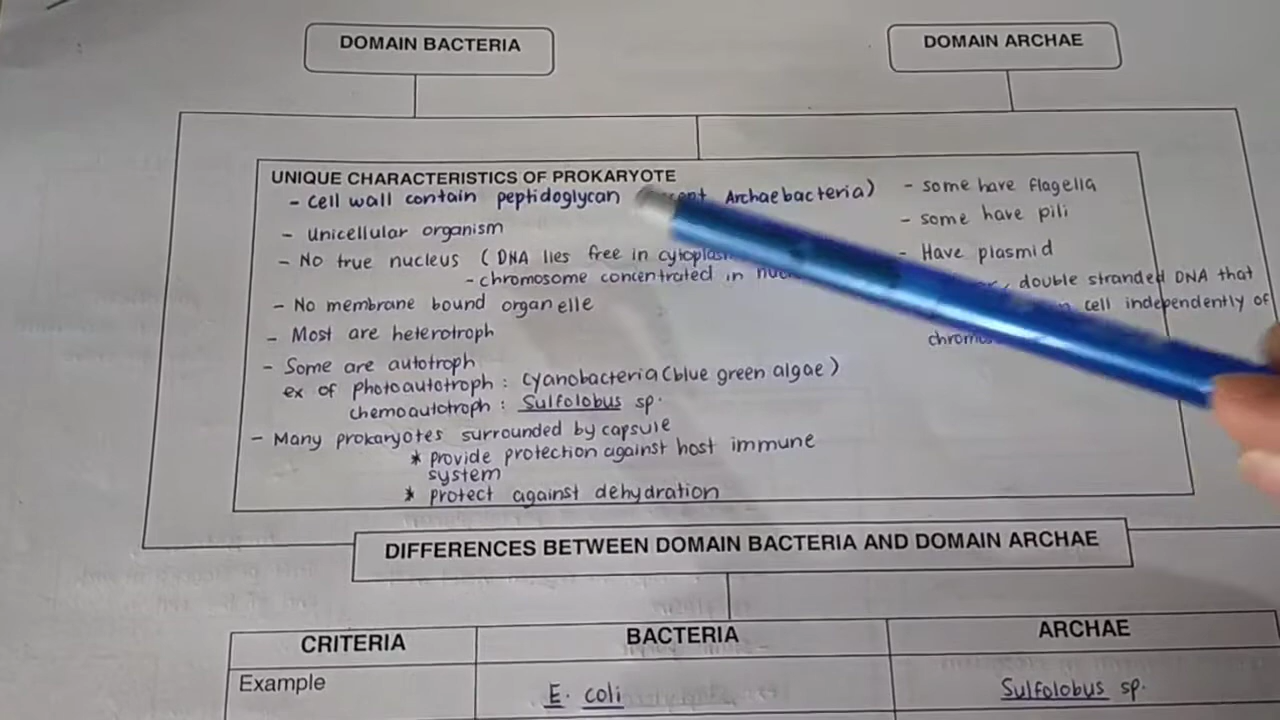 DOMAIN BACTERIA
DOMAIN ARCHAE
UNIQUE CHARACTERISTICS OF PROKARYOTE
- cell wall contain peptidoglycan Archaebacteria)
- unicellular organism
- No true nucleus (DNA lies free in
- chromosome concentrated in
- No membrane bound organelle
- Most are heterotroph
- Some are autotroph
ex of photoautotroph : cyanobacteria (blue green algae)
chemoautotroph : Sulfolobus sp.
- Many prokaryotes surrounded by capsule
* provide protection against host immune
system
* protect against dehydration
- some have flagella
- some have pili
- Have plasmid
, double stranded DNA that
cell independently of
DIFFERENCES BETWEEN DOMAIN BACTERIA AND DOMAIN ARCHAE
CRITERIA BACTERIA ARCHAE
Example E. coli Sulfolobus sp.